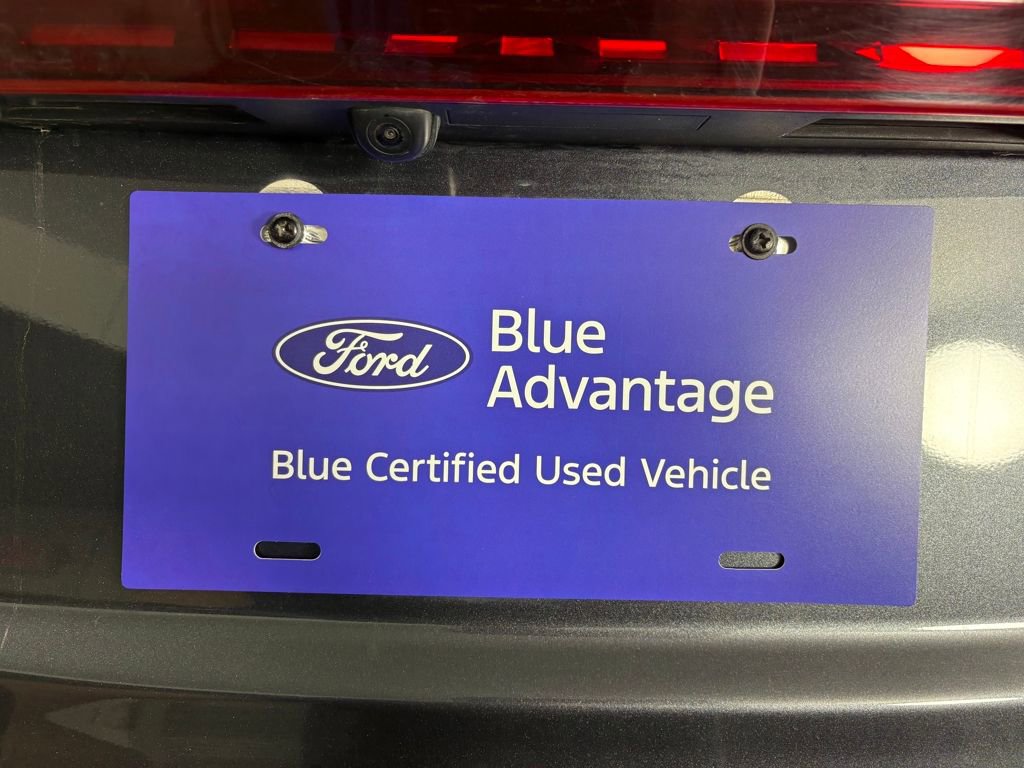 Ford
Blue
Advantage
Blue Certified Used Vehicle